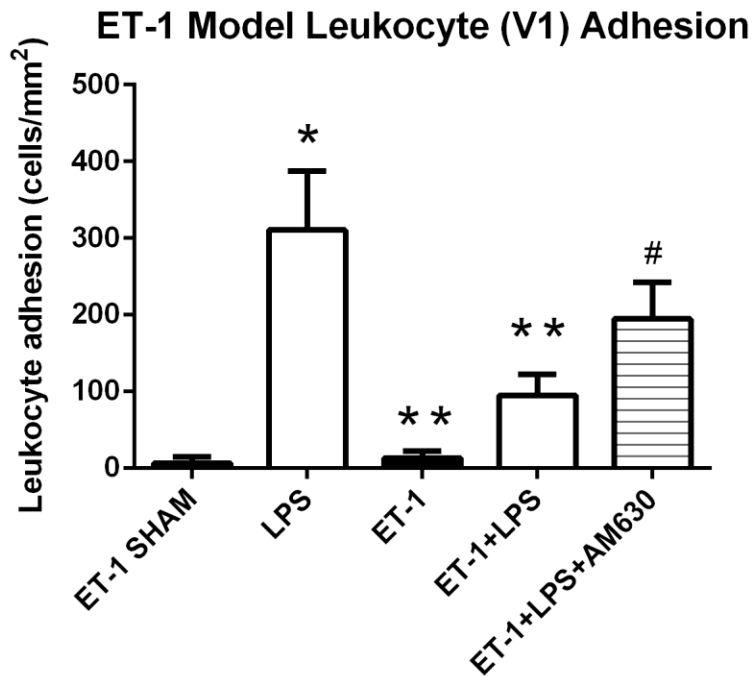 ET-1 Model Leukocyte (V1) Adhesion
Leukocyte adhesion (cells/mm²)
500
400
300
200
100
0
*
**
**
#
ET-1 SHAM
LPS
ET-1
ET-1+LPS
ET-1+LPS+AM630